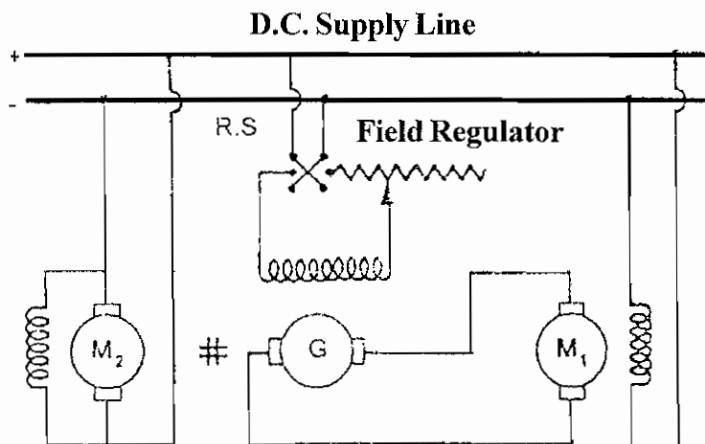 D.C. Supply Line
+
-
R.S Field Regulator
M2 # G M1